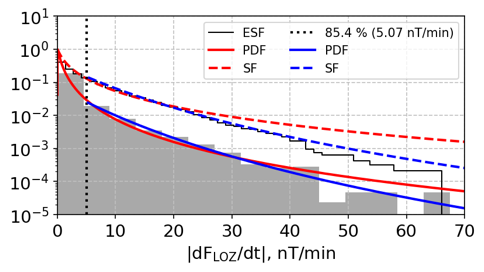 10¹
10⁰
10⁻¹
10⁻²
10⁻³
10⁻⁴
10⁻⁵
ESF
PDF
SF
85.4 % (5.07 nT/min)
PDF
SF
0 10 20 30 40 50 60 70
|dF_LOZ/dt|, nT/min